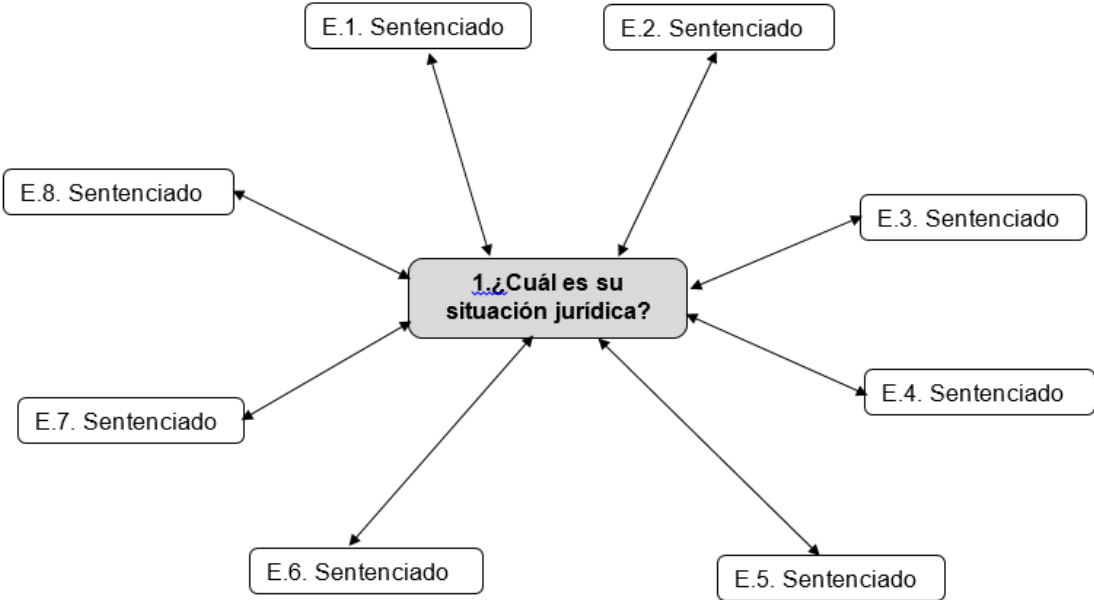 E.1. Sentenciado
E.2. Sentenciado
E.8. Sentenciado
E.3. Sentenciado
1.¿Cuál es su
situación jurídica?
E.4. Sentenciado
E.7. Sentenciado
E.6. Sentenciado
E.5. Sentenciado